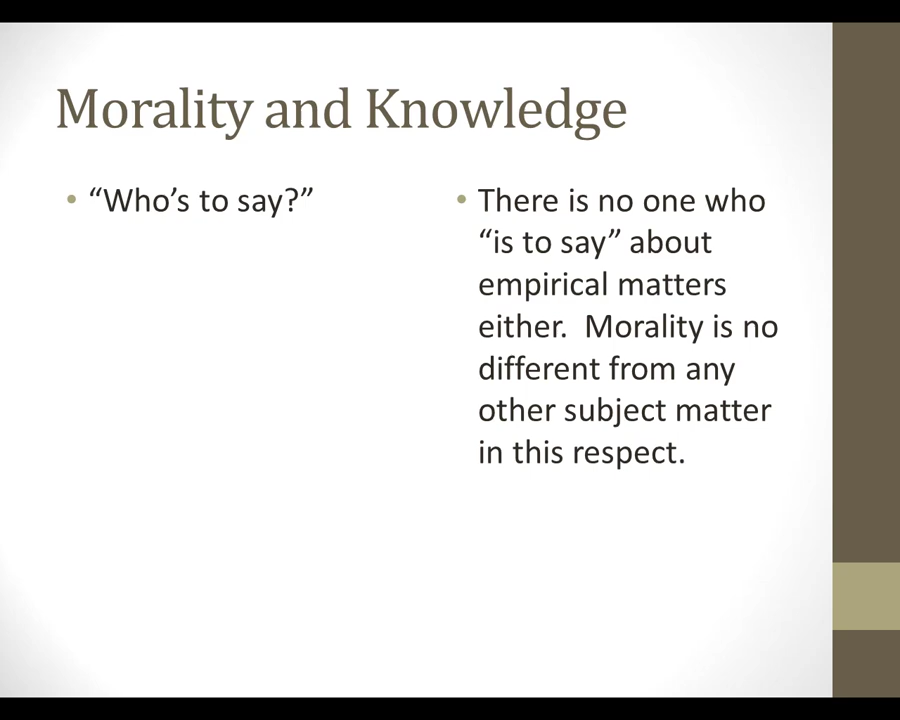 Morality and Knowledge
• “Who’s to say?”
• There is no one who
“is to say” about
empirical matters
either.  Morality is no
different from any
other subject matter
in this respect.